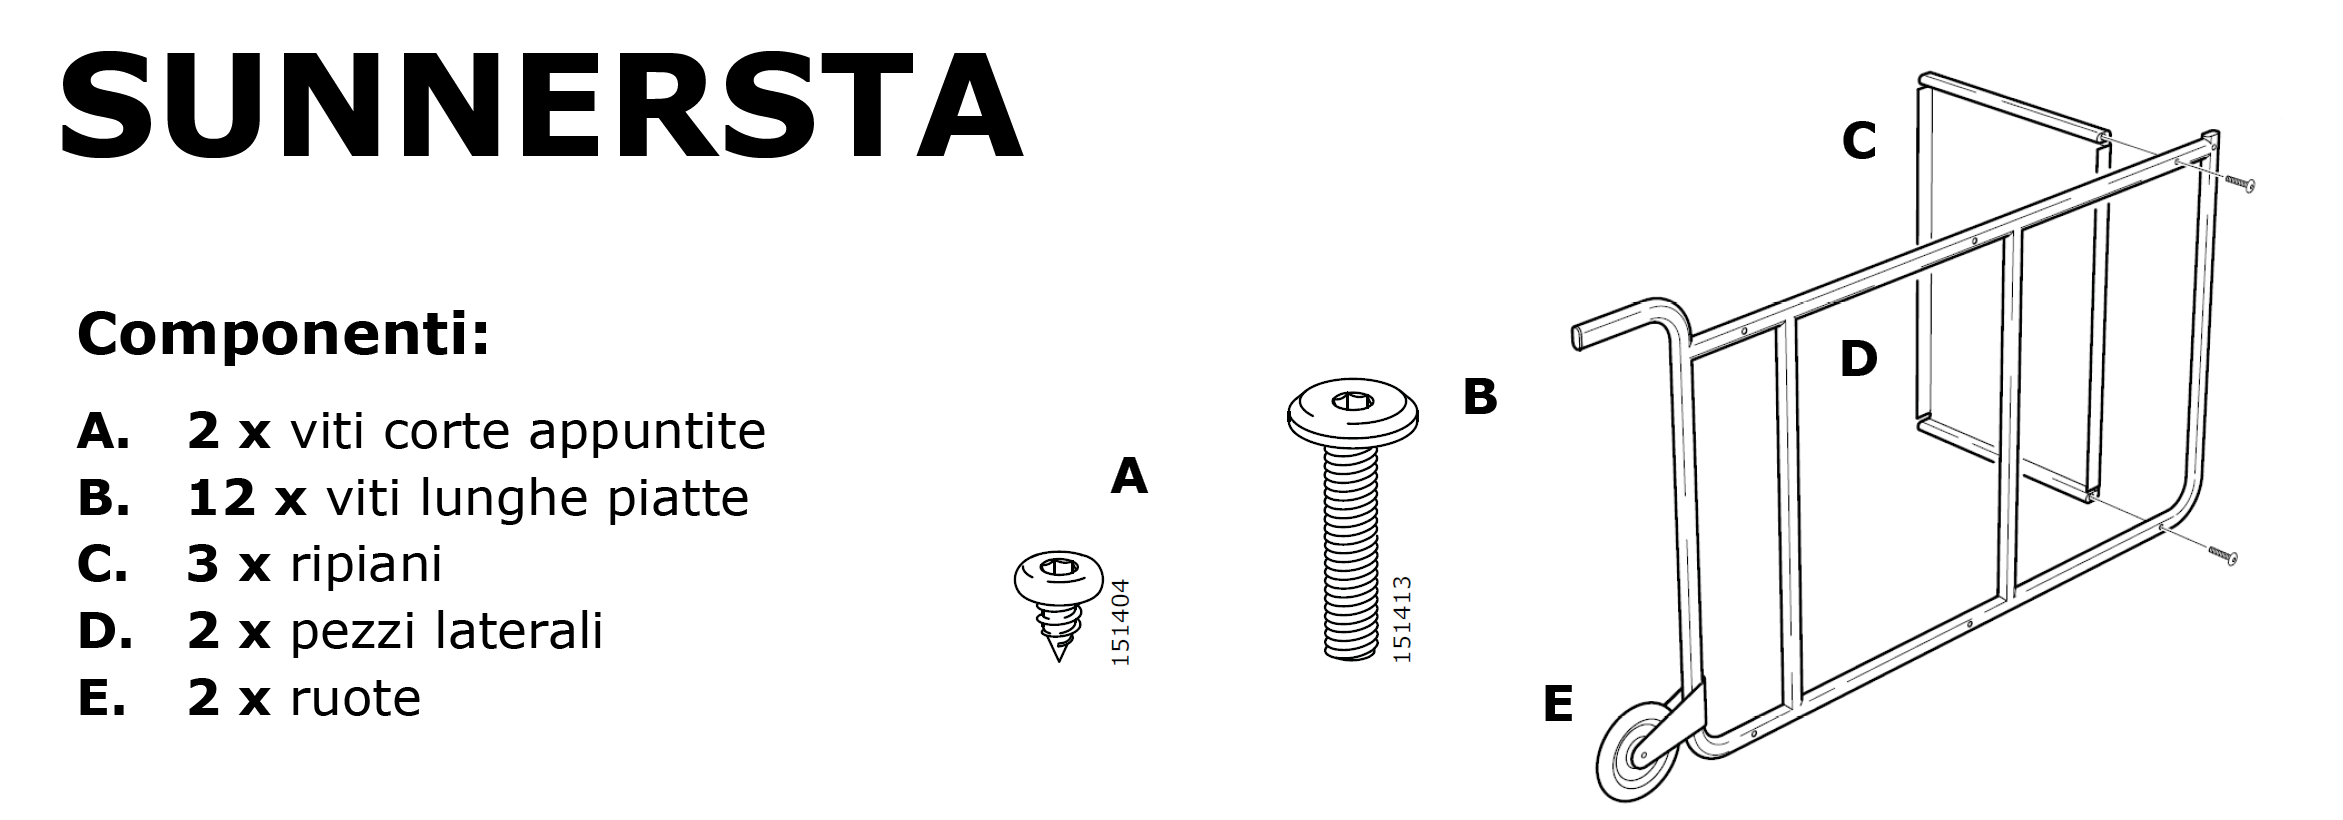 SUNNERSTA
Componenti:
A. 2 x viti corte appuntite
B. 12 x viti lunghe piatte
C. 3 x ripiani
D. 2 x pezzi laterali
E. 2 x ruote
A
151404
B
151413
C
D
E